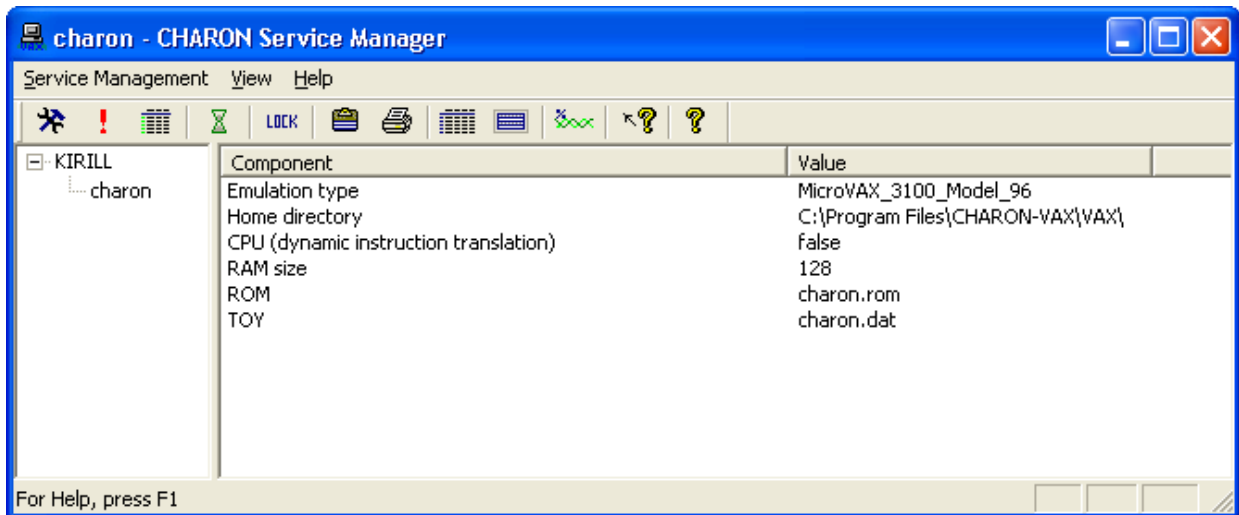 charon - CHARON Service Manager
Service Management View Help
LOCK
KIRILL
charon
Component Value
Emulation type MicroVAX_3100_Model_96
Home directory C:\Program Files\CHARON-VAX\VAX\
CPU (dynamic instruction translation) false
RAM size 128
ROM charon.rom
TOY charon.dat
For Help, press F1